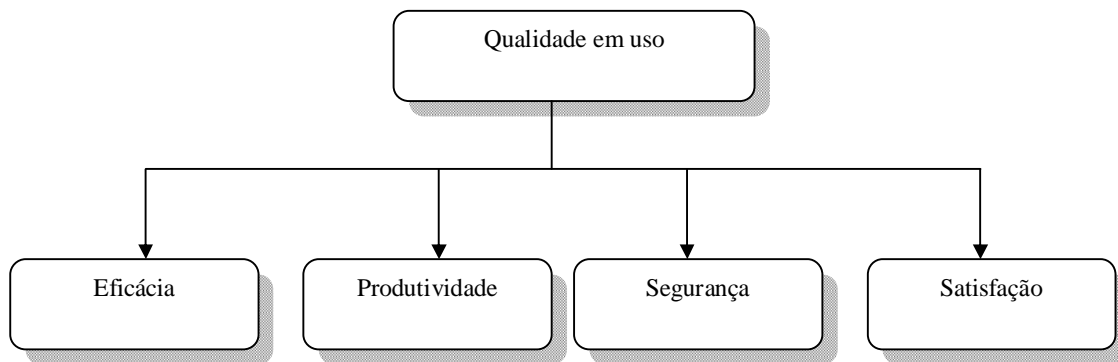 Qualidade em uso
Eficácia
Produtividade
Segurança
Satisfação